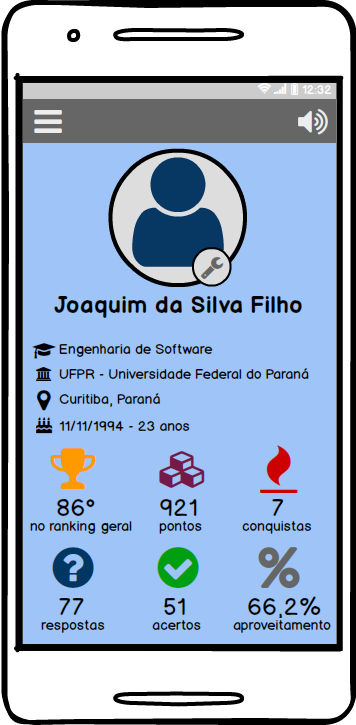 12:32
Joaquim da Silva Filho
Engenharia de Software
UFPR - Universidade Federal do Paraná
Curitiba, Paraná
11/11/1994 - 23 anos
86° 921 7
no ranking geral pontos conquistas
?
%
77 51 66,2%
respostas acertos aproveitamento